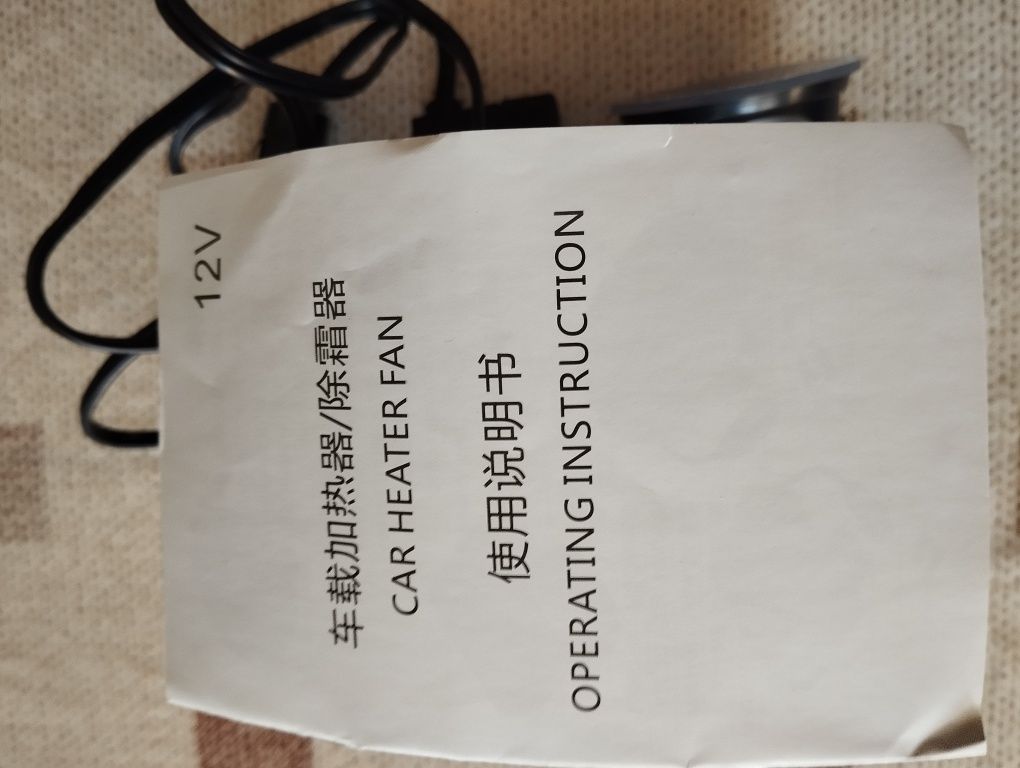 12V
车载加热器/除霜器
CAR HEATER FAN
使用说明书
OPERATING INSTRUCTION